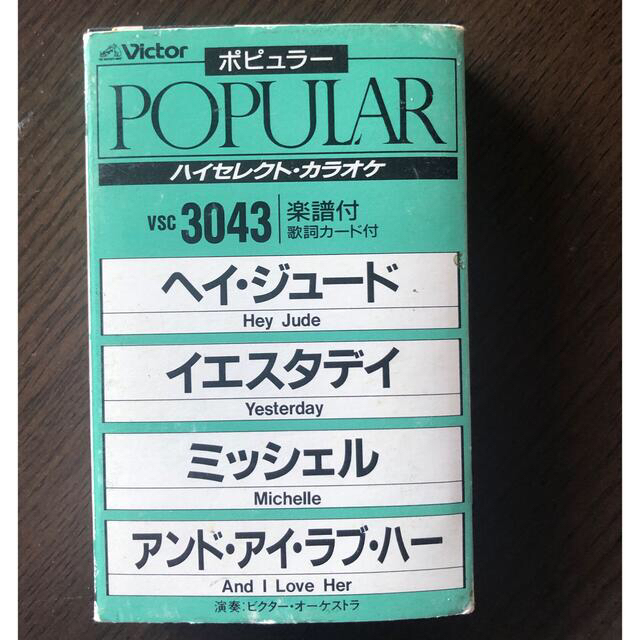 Victor
ポピュラー
POPULAR
ハイセレクト・カラオケ
VSC 3043 楽譜付
歌詞カード付
ヘイ・ジュード
Hey Jude
イエスタデイ
Yesterday
ミッシェル
Michelle
アンド・アイ・ラブ・ハー
And I Love Her
演奏:ビクター・オーケストラ